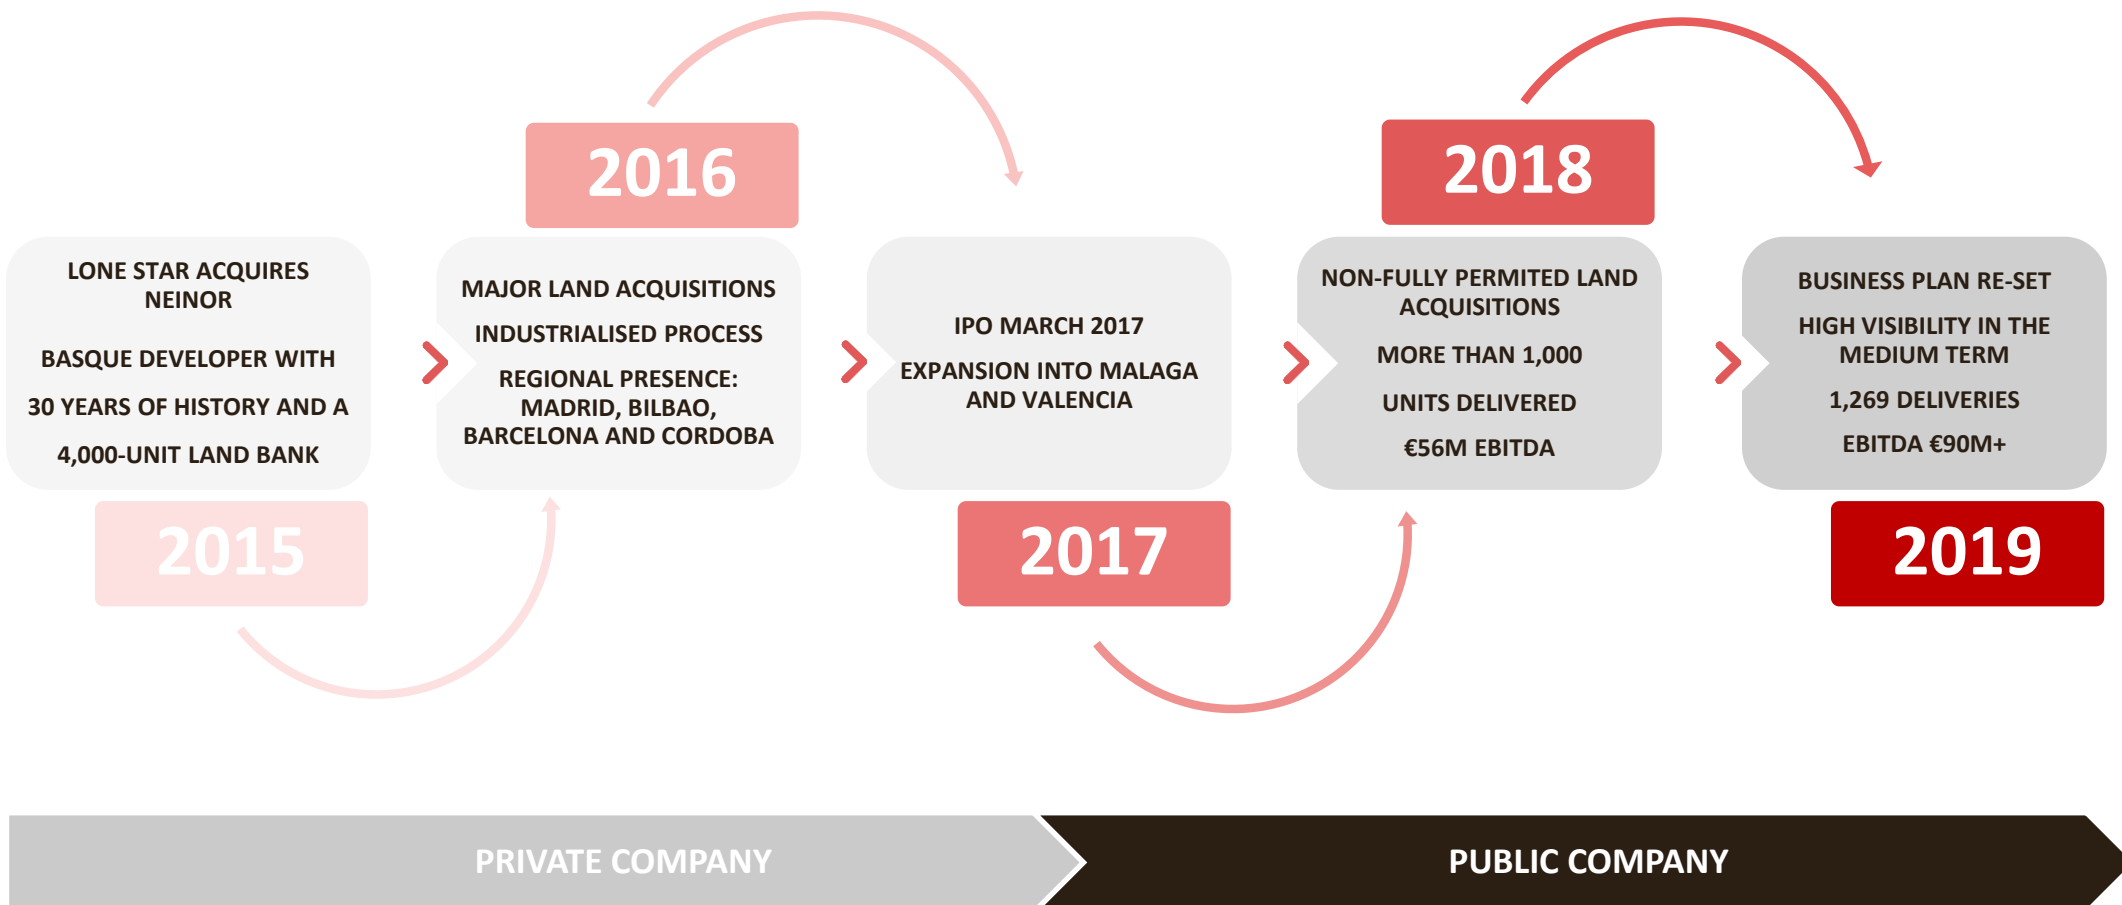 2015
LONE STAR ACQUIRES
NEINOR
BASQUE DEVELOPER WITH
30 YEARS OF HISTORY AND A
4,000-UNIT LAND BANK
2016
MAJOR LAND ACQUISITIONS
INDUSTRIALISED PROCESS
REGIONAL PRESENCE:
MADRID, BILBAO,
BARCELONA AND CORDOBA
2017
IPO MARCH 2017
EXPANSION INTO MALAGA
AND VALENCIA
2018
NON-FULLY PERMITED LAND
ACQUISITIONS
MORE THAN 1,000
UNITS DELIVERED
€56M EBITDA
2019
BUSINESS PLAN RE-SET
HIGH VISIBILITY IN THE
MEDIUM TERM
1,269 DELIVERIES
EBITDA €90M+
PRIVATE COMPANY
PUBLIC COMPANY